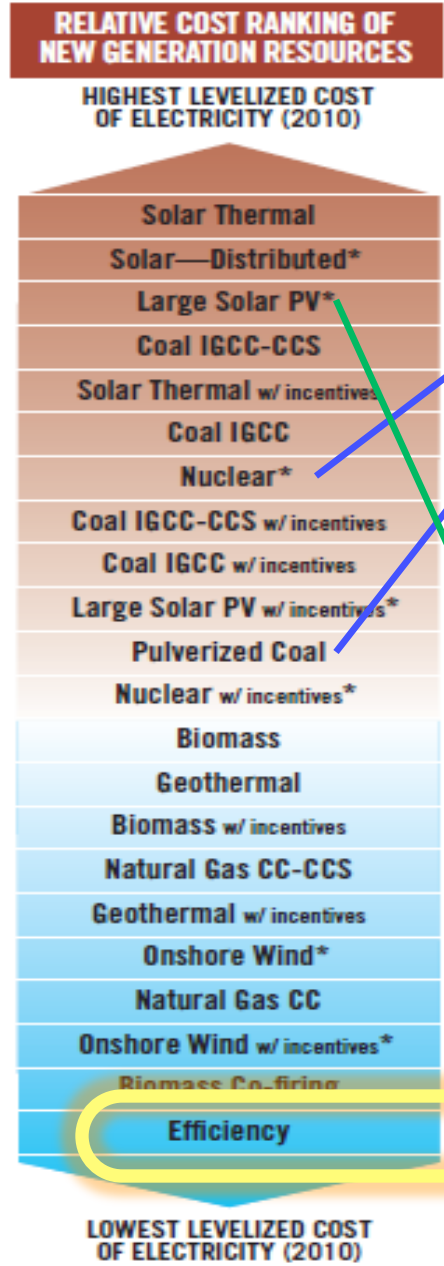 RELATIVE COST RANKING OF
NEW GENERATION RESOURCES
HIGHEST LEVELIZED COST
OF ELECTRICITY (2010)
Solar Thermal
Solar—Distributed*
Large Solar PV*
Coal IGCC-CCS
Solar Thermal w/ incentives
Coal IGCC
Nuclear*
Coal IGCC-CCS w/ incentives
Coal IGCC w/ incentives
Large Solar PV w/ incentives*
Pulverized Coal
Nuclear w/ incentives*
Biomass
Geothermal
Biomass w/ incentives
Natural Gas CC-CCS
Geothermal w/ incentives
Onshore Wind*
Natural Gas CC
Onshore Wind w/ incentives*
Biomass Co-firing
Efficiency
LOWEST LEVELIZED COST
OF ELECTRICITY (2010)